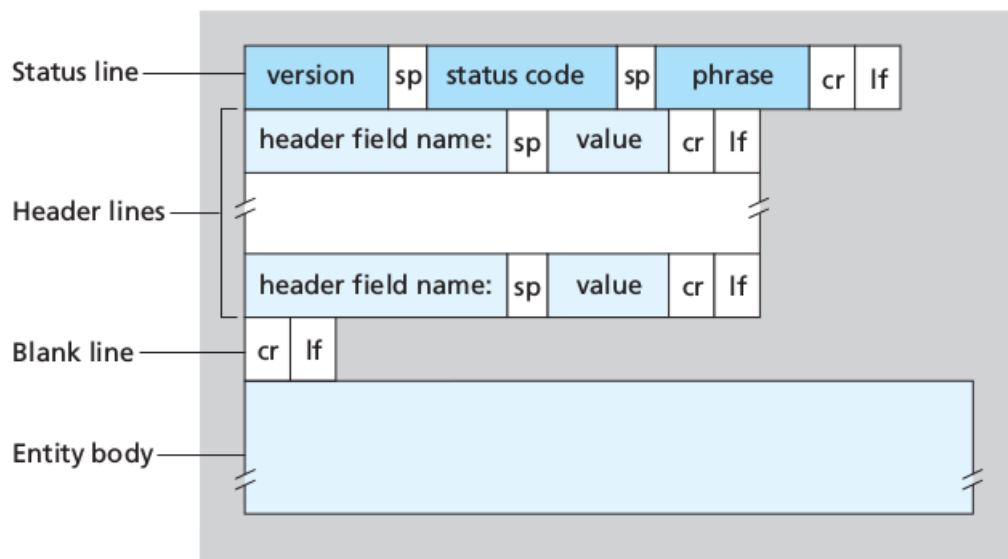 Status line version sp status code sp phrase cr lf
header field name: sp value cr lf
Header lines
header field name: sp value cr lf
Blank line cr lf
Entity body